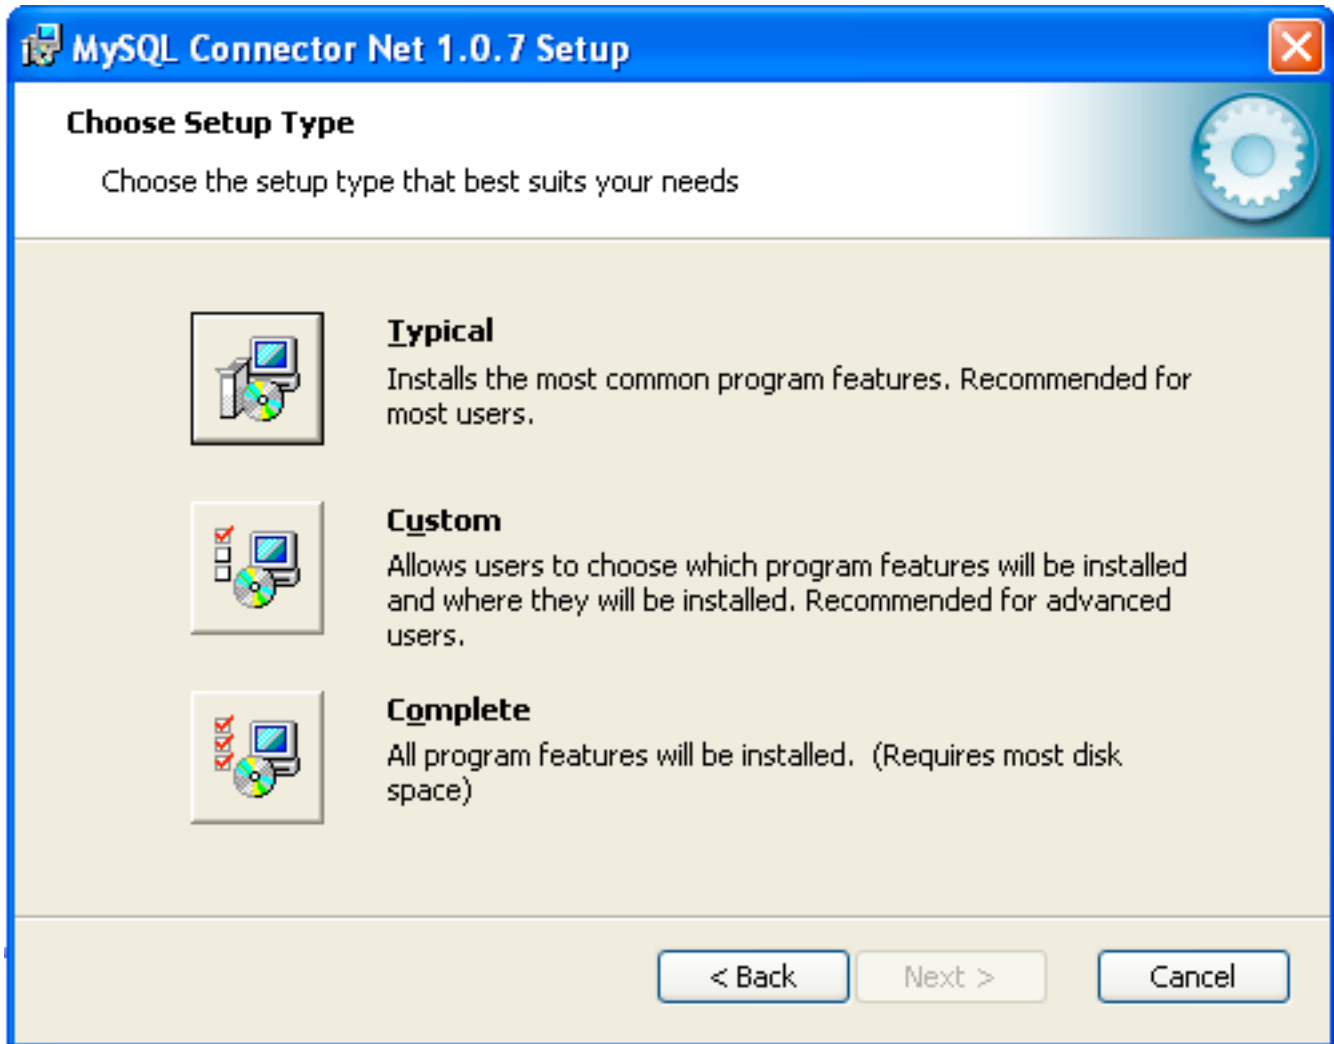 MySQL Connector Net 1.0.7 Setup
Choose Setup Type
Choose the setup type that best suits your needs
Typical
Installs the most common program features. Recommended for
most users.
Custom
Allows users to choose which program features will be installed
and where they will be installed. Recommended for advanced
users.
Complete
All program features will be installed.  (Requires most disk
space)
< Back
Next >
Cancel